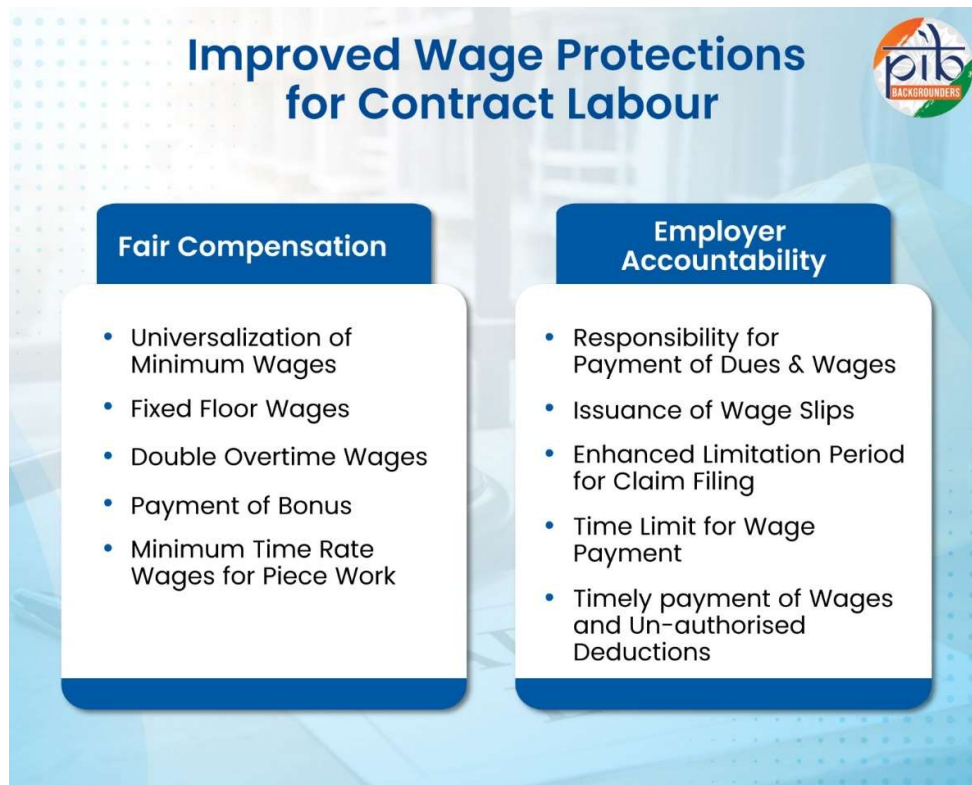 Improved Wage Protections
for Contract Labour
pib
BACKGROUNDERS
Fair Compensation
• Universalization of
Minimum Wages
• Fixed Floor Wages
• Double Overtime Wages
• Payment of Bonus
• Minimum Time Rate
Wages for Piece Work
Employer
Accountability
• Responsibility for
Payment of Dues & Wages
• Issuance of Wage Slips
• Enhanced Limitation Period
for Claim Filing
• Time Limit for Wage
Payment
• Timely payment of Wages
and Un-authorised
Deductions